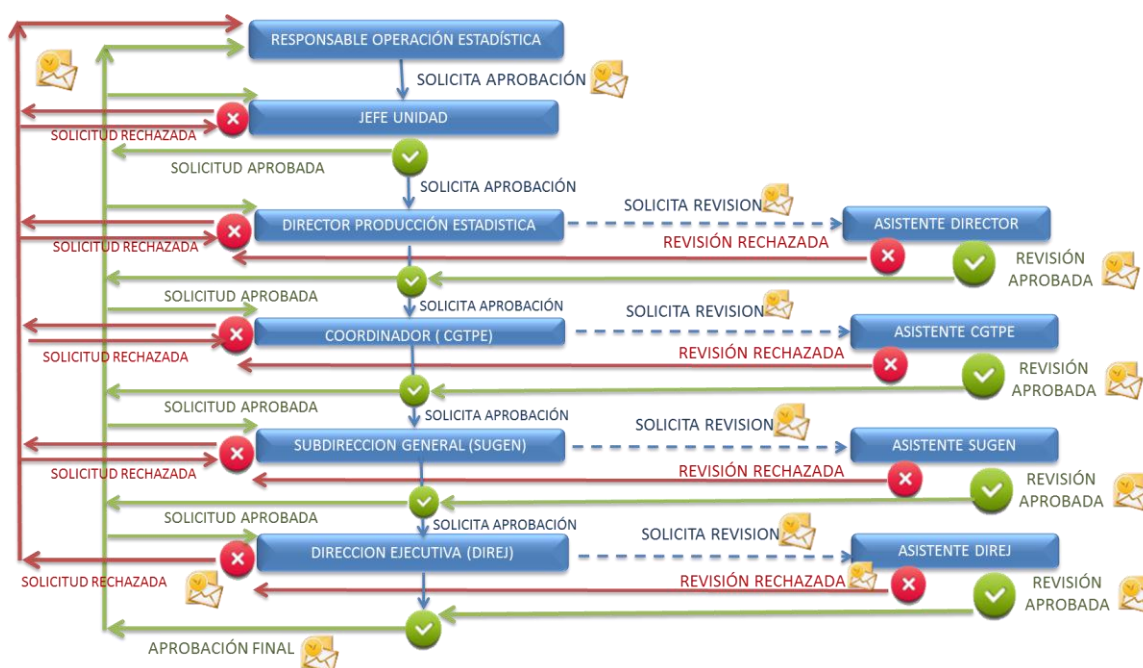 RESPONSABLE OPERACIÓN ESTADÍSTICA
SOLICITA APROBACIÓN
JEFE UNIDAD
SOLICITUD RECHAZADA
SOLICITUD APROBADA
SOLICITA APROBACIÓN
SOLICITA REVISION
DIRECTOR PRODUCCIÓN ESTADISTICA
ASISTENTE DIRECTOR
SOLICITUD RECHAZADA
REVISIÓN RECHAZADA
REVISIÓN
APROBADA
SOLICITUD APROBADA
SOLICITA APROBACIÓN
SOLICITA REVISION
COORDINADOR ( CGTPE)
ASISTENTE CGTPE
SOLICITUD RECHAZADA
REVISIÓN RECHAZADA
REVISIÓN
APROBADA
SOLICITUD APROBADA
SOLICITA APROBACIÓN
SOLICITA REVISION
SUBDIRECCION GENERAL (SUGEN)
ASISTENTE SUGEN
SOLICITUD RECHAZADA
REVISIÓN RECHAZADA
REVISIÓN
APROBADA
SOLICITUD APROBADA
SOLICITA APROBACIÓN
SOLICITA REVISION
DIRECCION EJECUTIVA (DIREJ)
ASISTENTE DIREJ
SOLICITUD RECHAZADA
REVISIÓN RECHAZADA
REVISIÓN
APROBADA
APROBACIÓN FINAL